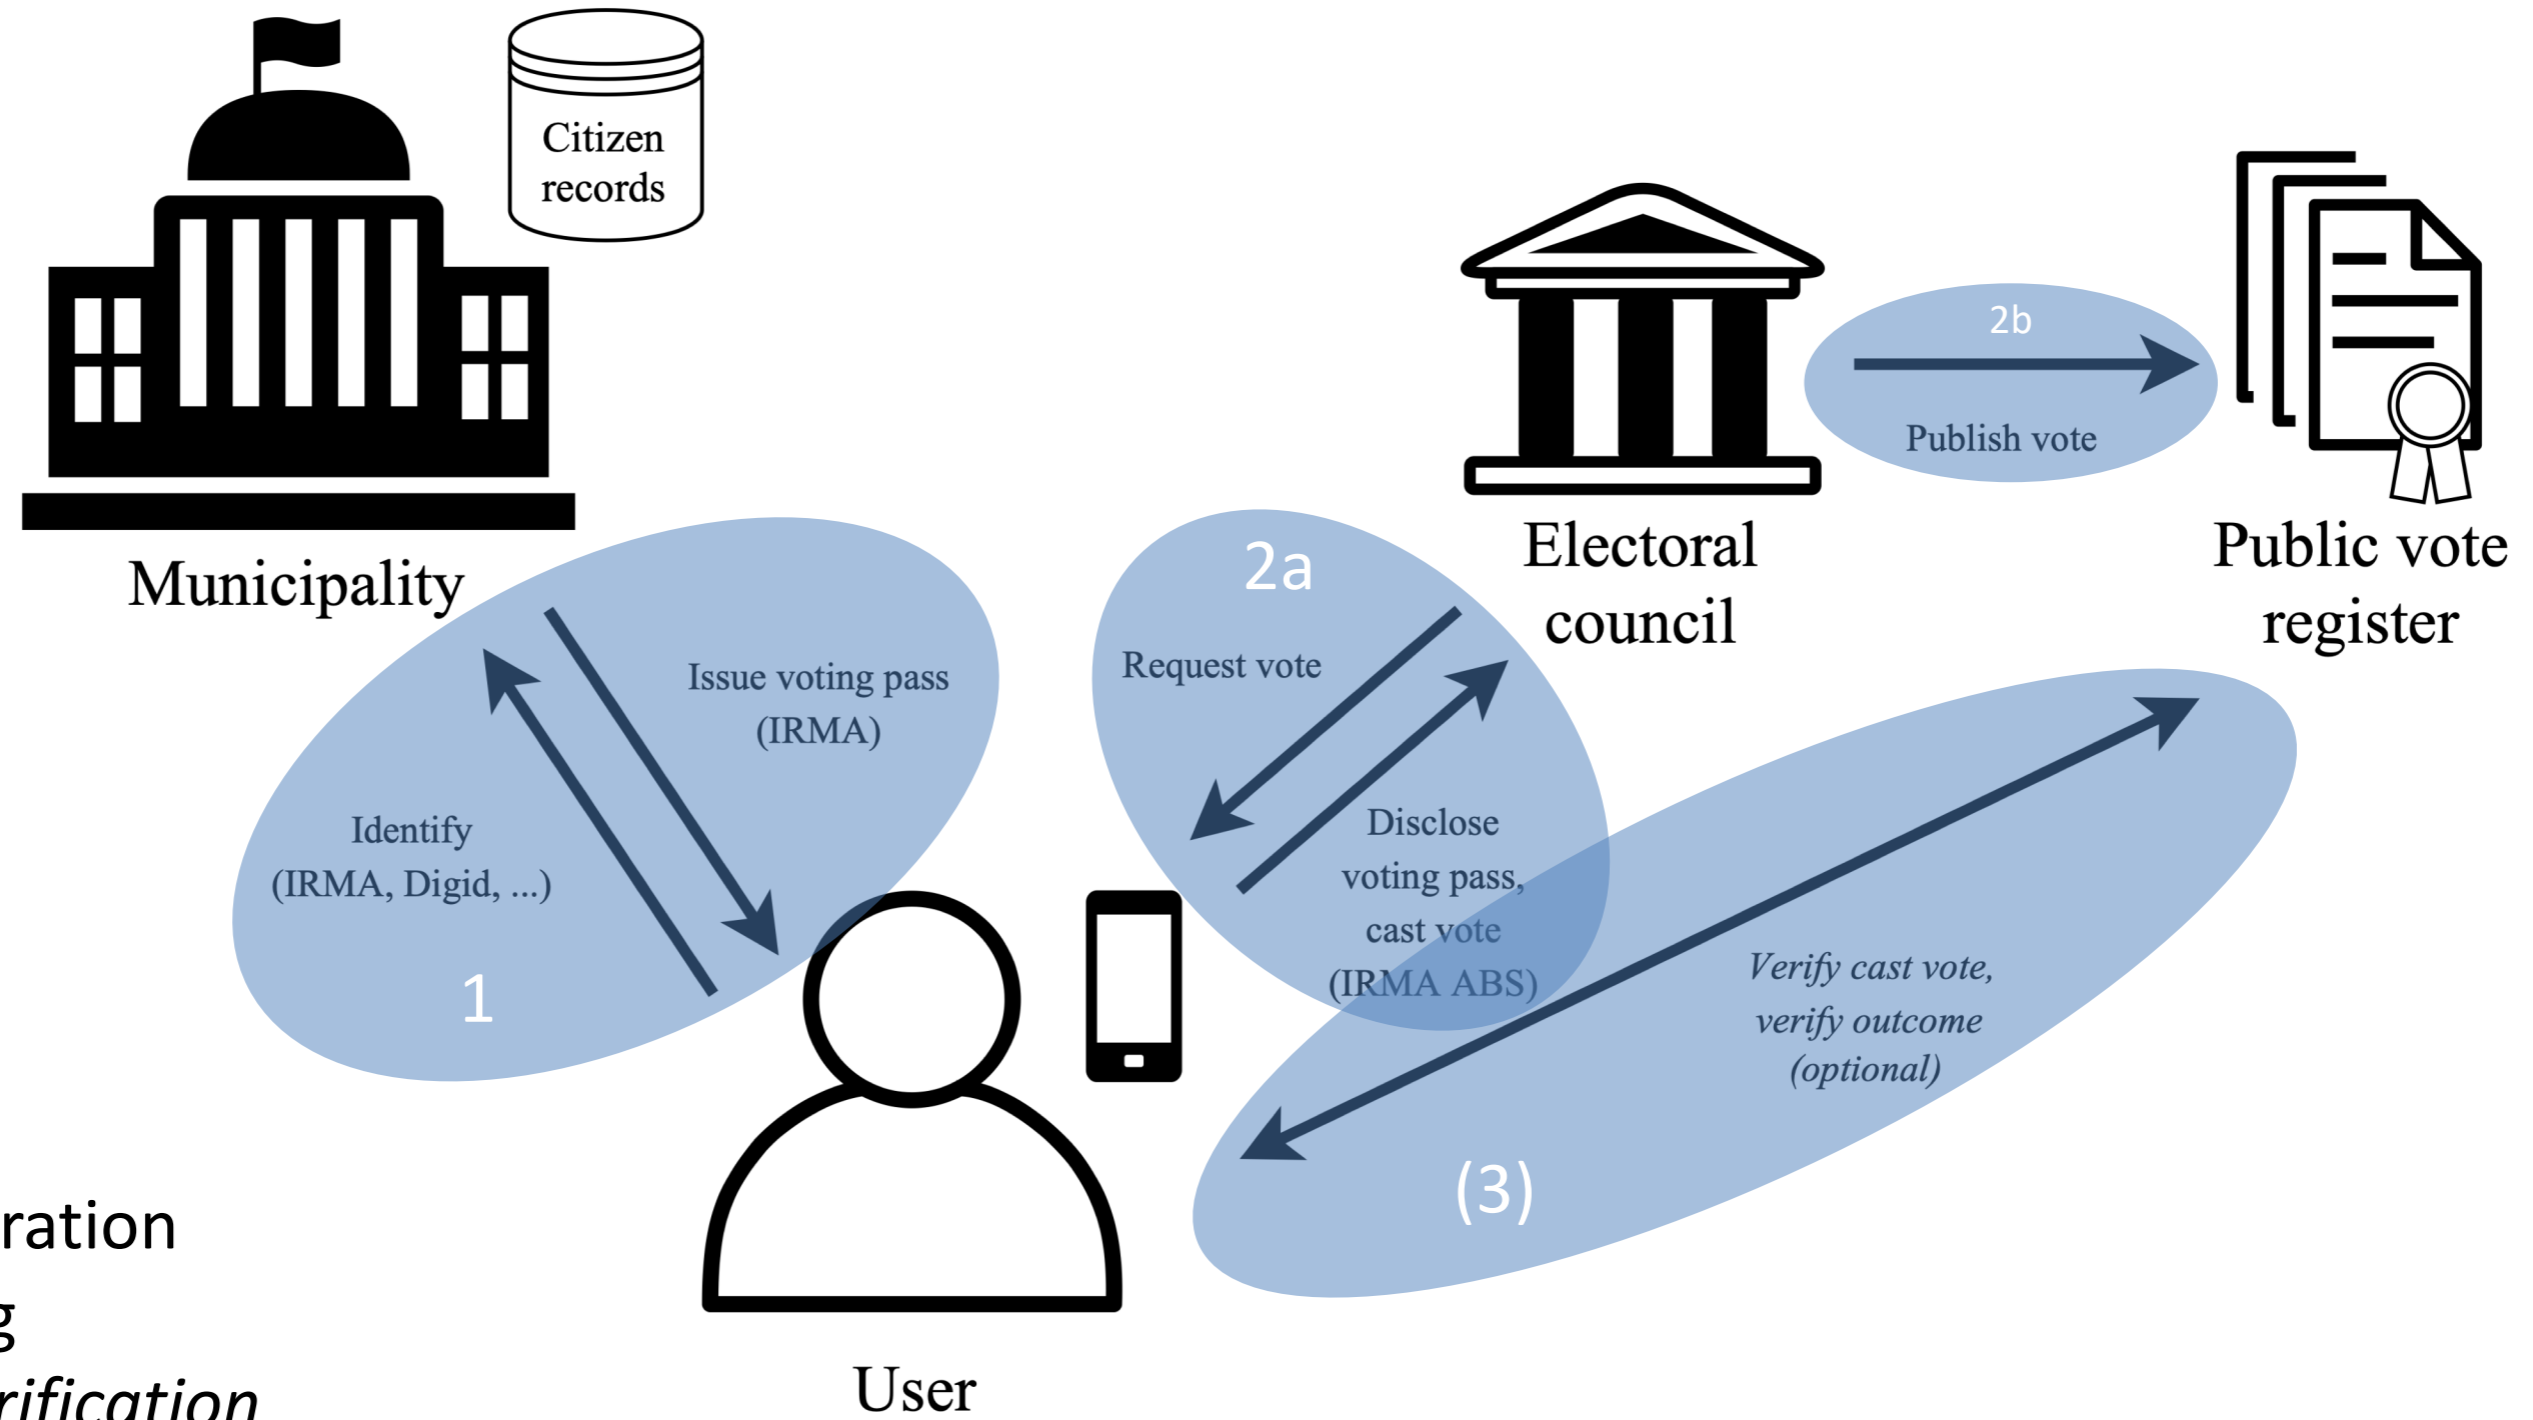 Citizen
records
Municipality
Identify
(IRMA, Digid, ...)
1
Issue voting pass
(IRMA)
2a
Request vote
Disclose
voting pass,
cast vote
(IRMA ABS)
Electoral
council
2b
Publish vote
Public vote
register
Verify cast vote,
verify outcome
(optional)
(3)
User
ration
g
rification